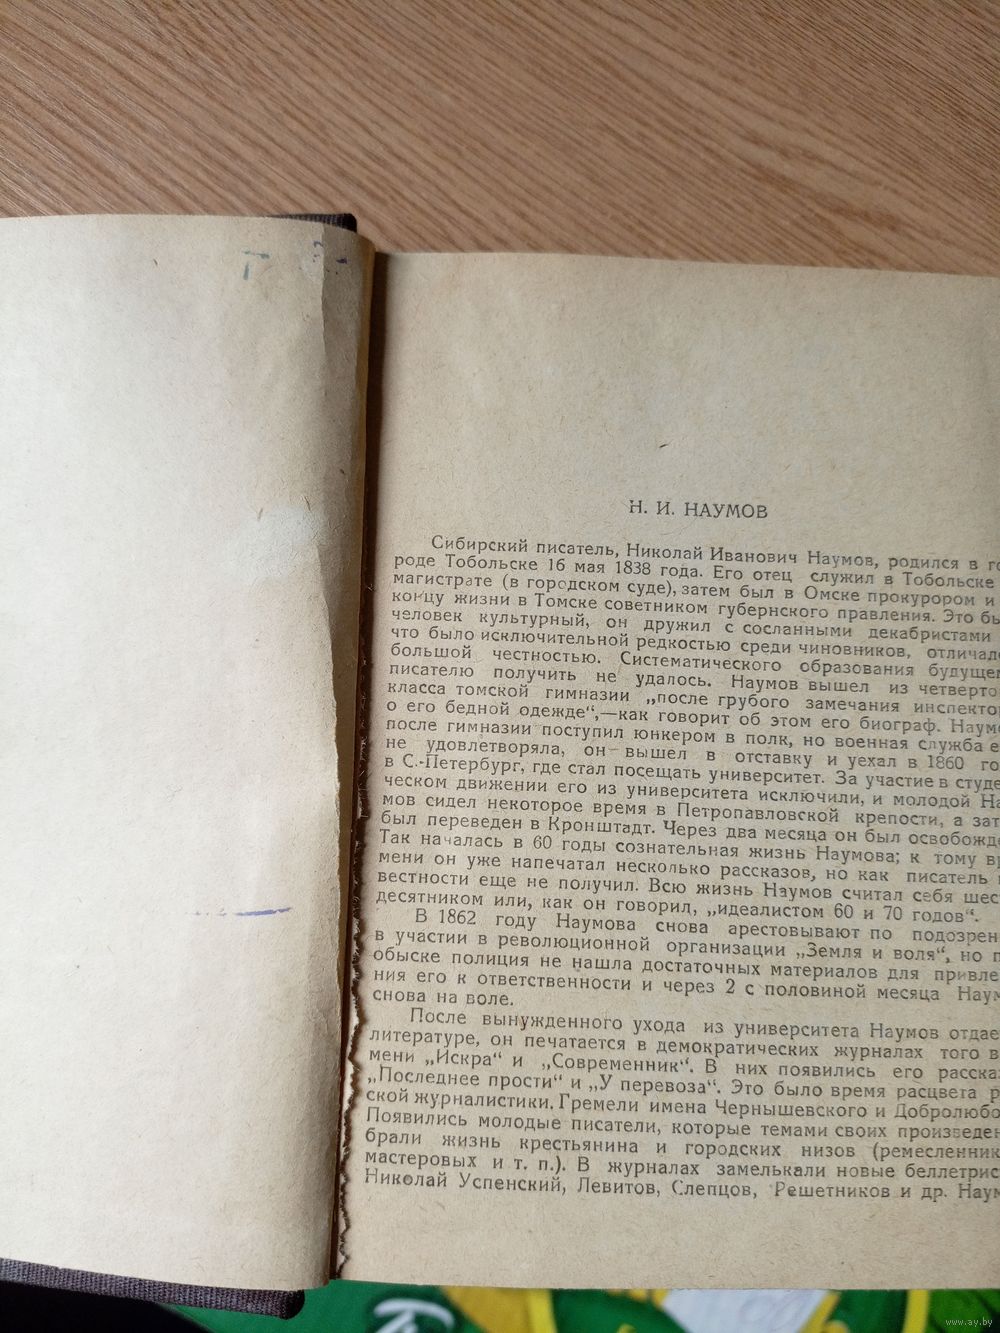 Н. И. НАУМОВ
Сибирский писатель, Николай Иванович Наумов, родился в го
роде Тобольске 16 мая 1838 года. Его отец служил в Тобольске
магистрате (в городском суде), затем был в Омске прокурором и
концу жизни в Томске советником губернского правления. Это бы
человек культурный, он дружил с сосланными декабристами
что было исключительной редкостью среди чиновников, отличалс
большой честностью. Систематического образования будущем
писателю получить не удалось. Наумов вышел из четверто
класса томской гимназии „после грубого замечания инспектор
о его бедной одежде“,—как говорит об этом его биограф. Наумо
после гимназии поступил юнкером в полк, но военная служба е
не удовлетворяла, он вышел в отставку и уехал в 1860 го
в С.-Петербург, где стал посещать университет. За участие в студе
ческом движении его из университета исключили, и молодой На
мов сидел некоторое время в Петропавловской крепости, а зат
был переведен в Кронштадт. Через два месяца он был освобожде
Так началась в 60 годы сознательная жизнь Наумова; к тому вр
мени он уже напечатал несколько рассказов, но как писатель и
вестности еще не получил. Всю жизнь Наумов считал себя шес
десятником или, как он говорил, „идеалистом 60 и 70 годов“.
В 1862 году Наумова снова арестовывают по подозрен
в участии в революционной организации „Земля и воля“, но п
обыске полиция не нашла достаточных материалов для привле
ния его к ответственности и через 2 с половиной месяца Наум
снова на воле.
После вынужденного ухода из университета Наумов отдает
литературе, он печатается в демократических журналах того в
мени „Искра“ и „Современник“. В них появились его расска
„Последнее прости“ и „У перевоза“. Это было время расцвета р
ской журналистики. Гремели имена Чернышевского и Добролюбо
Появились молодые писатели, которые темами своих произведен
брали жизнь крестьянина и городских низов (ремесленник
мастеровых и т. п.). В журналах замелькали новые беллетрис
Николай Успенский, Левитов, Слепцов, Решетников и др. Наум
www.ay.by